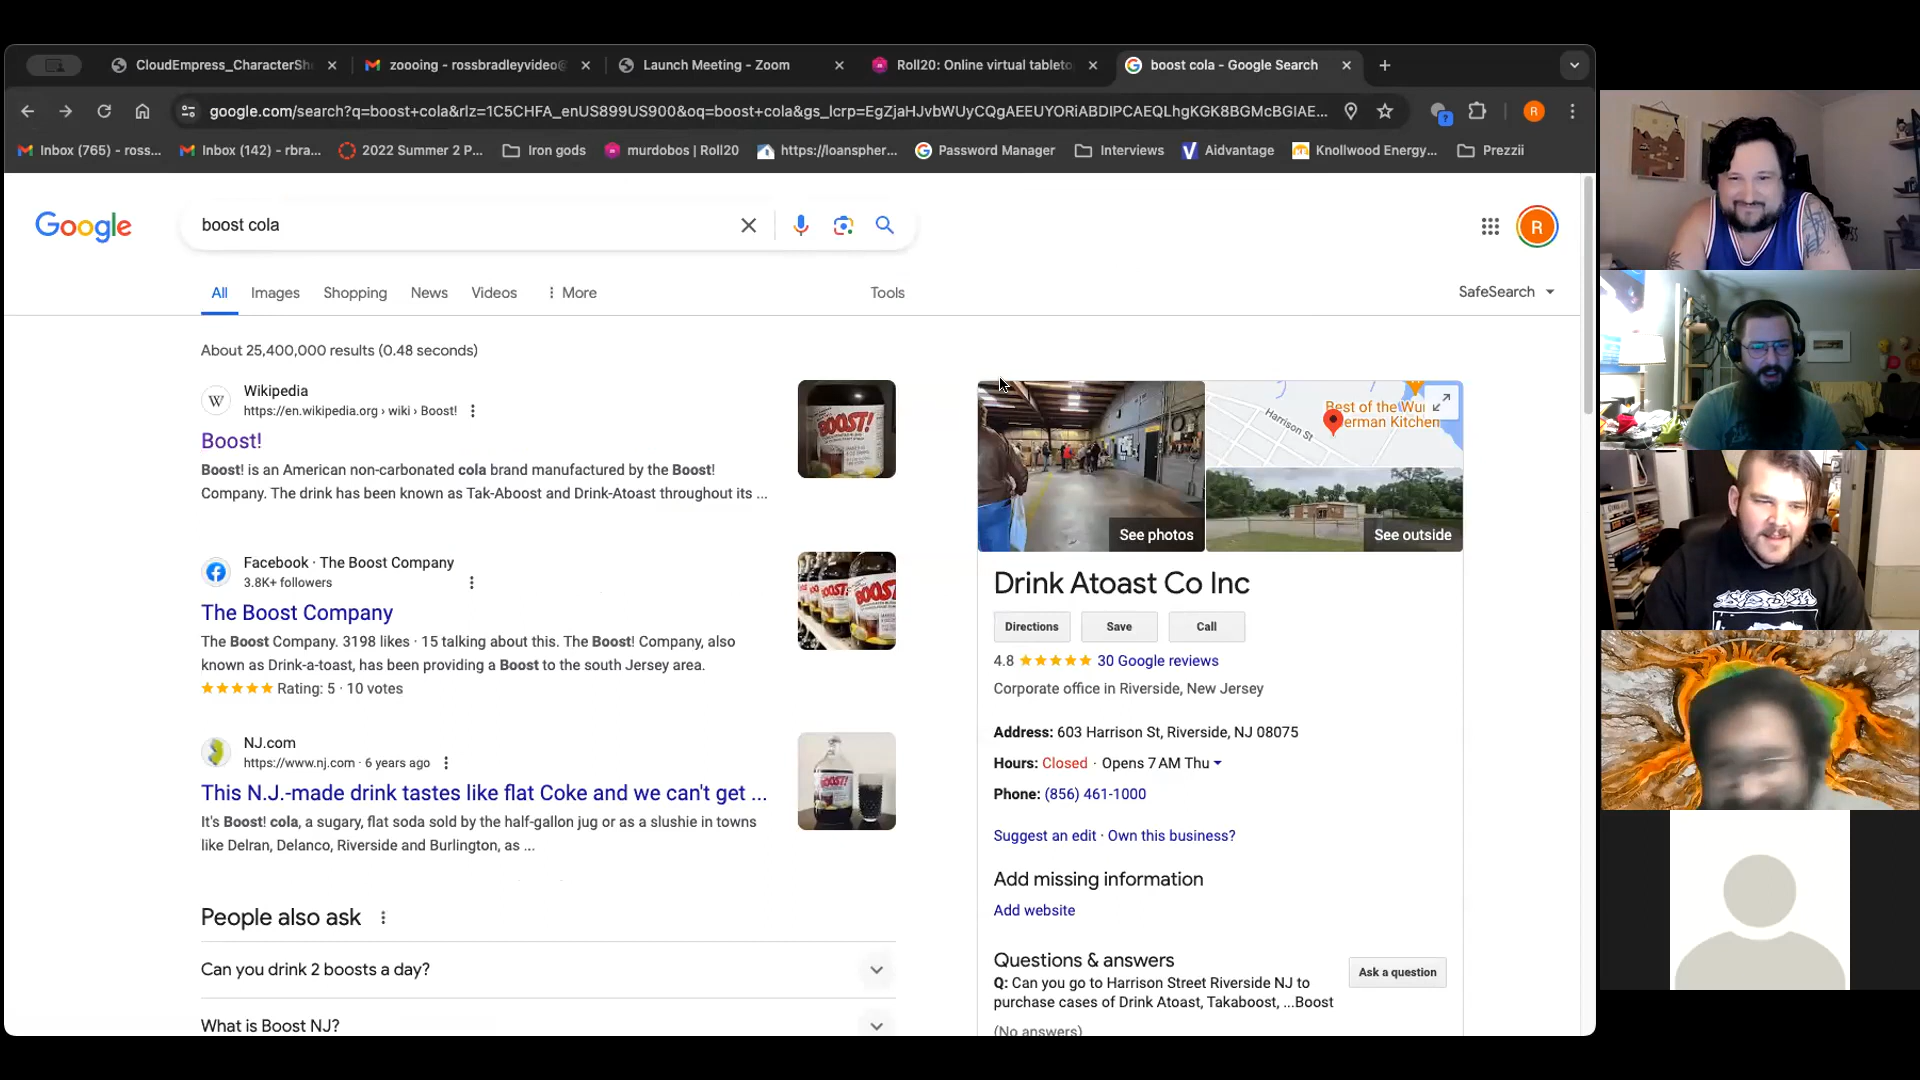 CloudEmpress_CharacterSh
zoooing - rossbradleyvideo@
Launch Meeting - Zoom
Roll20: Online virtual tableto
boost cola - Google Search
google.com/search?q=boost+cola&rlz=1C5CHFA_enUS899US900&oq=boost+cola&gs_lcrp=EgZjaHJvbWUyCQgAEEUYORiABDIPCAEQLhgKGK8BGMcBGIAE...
Inbox (765) - ross...
Inbox (142) - rbra...
2022 Summer 2 P...
Iron gods
murdobos | Roll20
https://loanspher...
Password Manager
Interviews
Aidvantage
Knollwood Energy...
Prezzii
Google
boost cola
R
All
Images
Shopping
News
Videos
More
Tools
SafeSearch
About 25,400,000 results (0.48 seconds)
Wikipedia
https://en.wikipedia.org › wiki › Boost!
Boost!
Boost! is an American non-carbonated cola brand manufactured by the Boost!
Company. The drink has been known as Tak-Aboost and Drink-Atoast throughout its ...
BOOST!
Facebook · The Boost Company
3.8K+ followers
The Boost Company
The Boost Company. 3198 likes · 15 talking about this. The Boost! Company, also
known as Drink-a-toast, has been providing a Boost to the south Jersey area.
Rating: 5 · 10 votes
BOOST
NJ.com
https://www.nj.com · 6 years ago
This N.J.-made drink tastes like flat Coke and we can't get ...
It's Boost! cola, a sugary, flat soda sold by the half-gallon jug or as a slushie in towns
like Delran, Delanco, Riverside and Burlington, as ...
BOOST!
People also ask
Can you drink 2 boosts a day?
What is Boost NJ?
Harrison St
Best of the Wu
erman Kitchen
See photos
See outside
Drink Atoast Co Inc
Directions
Save
Call
4.8 30 Google reviews
Corporate office in Riverside, New Jersey
Address: 603 Harrison St, Riverside, NJ 08075
Hours: Closed · Opens 7 AM Thu
Phone: (856) 461-1000
Suggest an edit · Own this business?
Add missing information
Add website
Questions & answers
Ask a question
Q: Can you go to Harrison Street Riverside NJ to
purchase cases of Drink Atoast, Takaboost, ...Boost
(No answers)